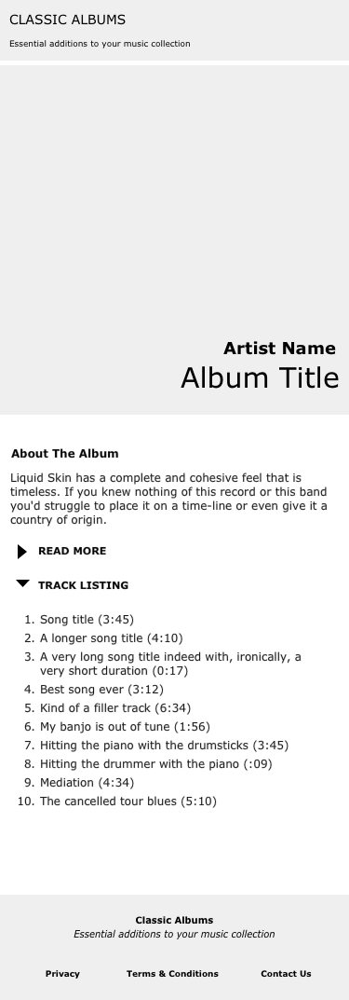 CLASSIC ALBUMS
Essential additions to your music collection
Artist Name
Album Title
About The Album
Liquid Skin has a complete and cohesive feel that is
timeless. If you knew nothing of this record or this band
you'd struggle to place it on a time-line or even give it a
country of origin.
READ MORE
TRACK LISTING
1. Song title (3:45)
2. A longer song title (4:10)
3. A very long song title indeed with, ironically, a
very short duration (0:17)
4. Best song ever (3:12)
5. Kind of a filler track (6:34)
6. My banjo is out of tune (1:56)
7. Hitting the piano with the drumsticks (3:45)
8. Hitting the drummer with the piano (:09)
9. Mediation (4:34)
10. The cancelled tour blues (5:10)
Classic Albums
Essential additions to your music collection
Privacy Terms & Conditions Contact Us